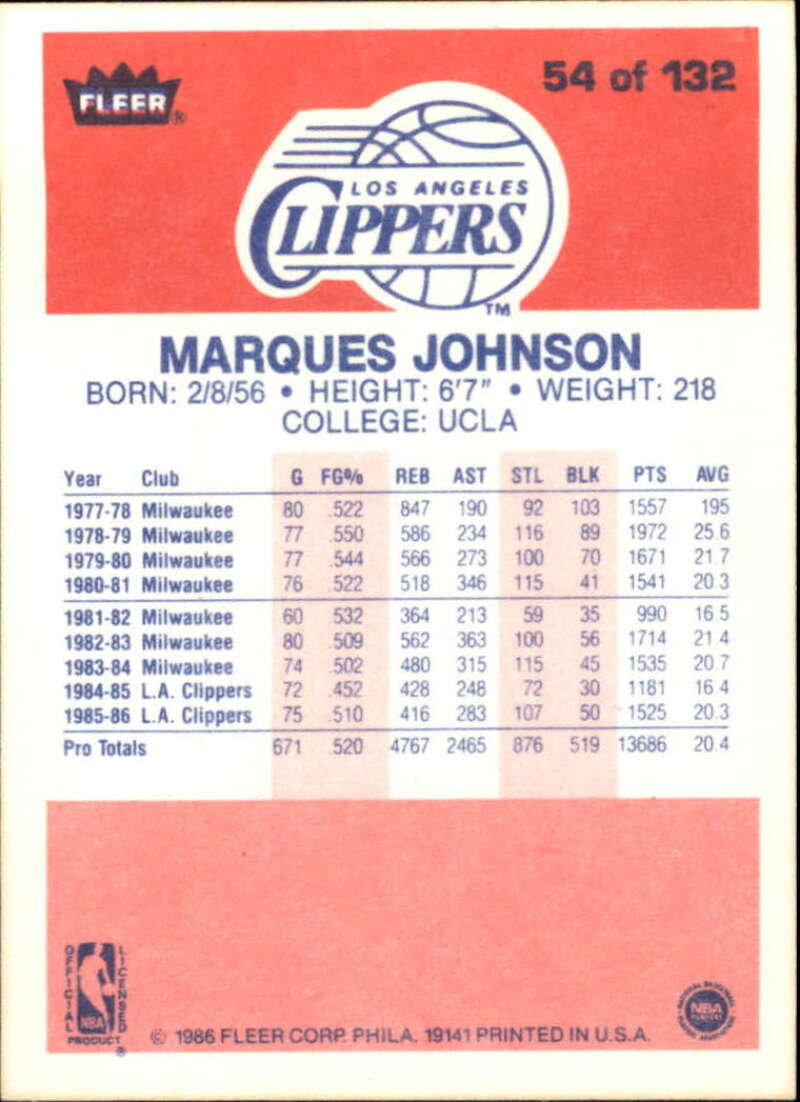 FLEER®
54 of 132
LOS ANGELES
CLIPPERS
TM
MARQUES JOHNSON
BORN: 2/8/56 • HEIGHT: 6'7" • WEIGHT: 218
COLLEGE: UCLA
Year Club G FG% REB AST STL BLK PTS AVG
1977-78 Milwaukee 80 .522 847 190 92 103 1557 195
1978-79 Milwaukee 77 .550 586 234 116 89 1972 25.6
1979-80 Milwaukee 77 .544 566 273 100 70 1671 21.7
1980-81 Milwaukee 76 .522 518 346 115 41 1541 20.3
1981-82 Milwaukee 60 .532 364 213 59 35 990 16.5
1982-83 Milwaukee 80 .509 562 363 100 56 1714 21.4
1983-84 Milwaukee 74 .502 480 315 115 45 1535 20.7
1984-85 L.A. Clippers 72 .452 428 248 72 30 1181 16.4
1985-86 L.A. Clippers 75 .510 416 283 107 50 1525 20.3
Pro Totals 671 .520 4767 2465 876 519 13686 20.4
OFFICIAL
LICENSED
NBA
PRODUCT®
© 1986 FLEER CORP. PHILA. 19141 PRINTED IN U.S.A.
NATIONAL BASKETBALL
NBA
PLAYERS
ASSOCIATION